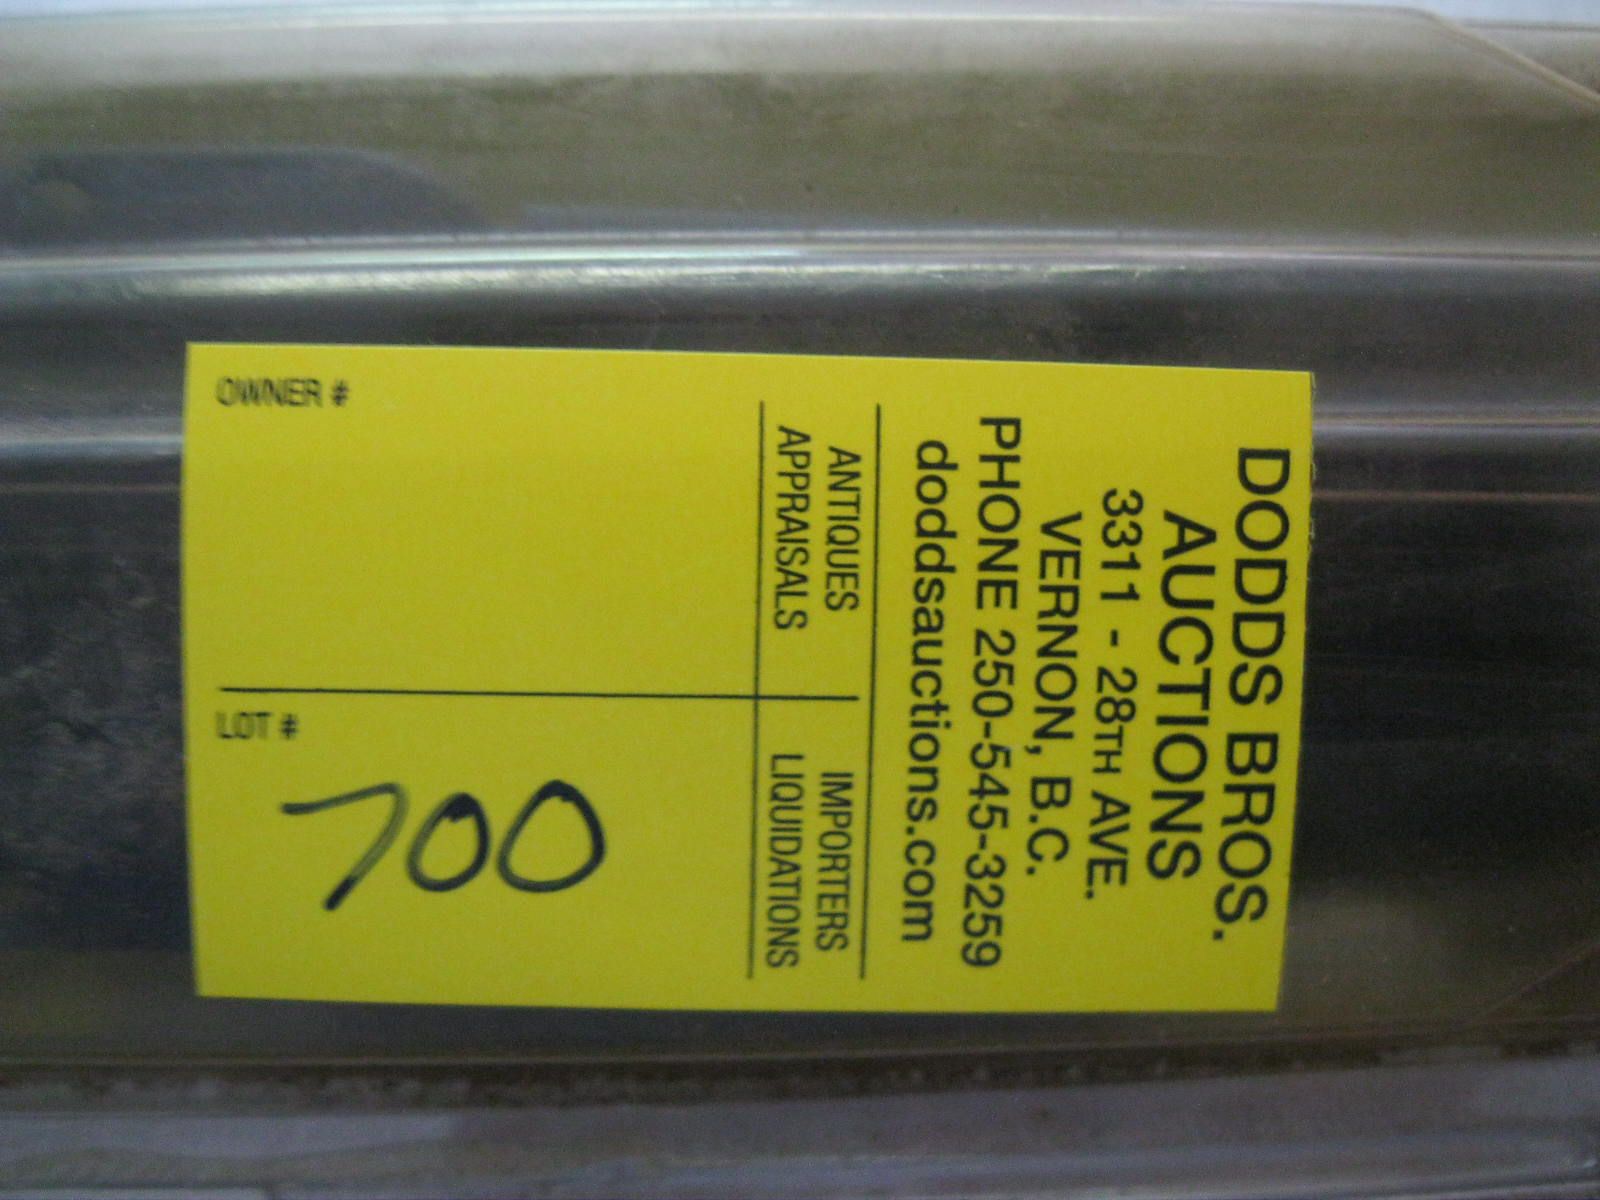 DODDS BROS.
AUCTIONS
3311 - 28TH AVE.
VERNON, B.C.
PHONE 250-545-3259
doddsauctions.com
ANTIQUES
APPRAISALS
IMPORTERS
LIQUIDATIONS
OWNER #
LOT #
700